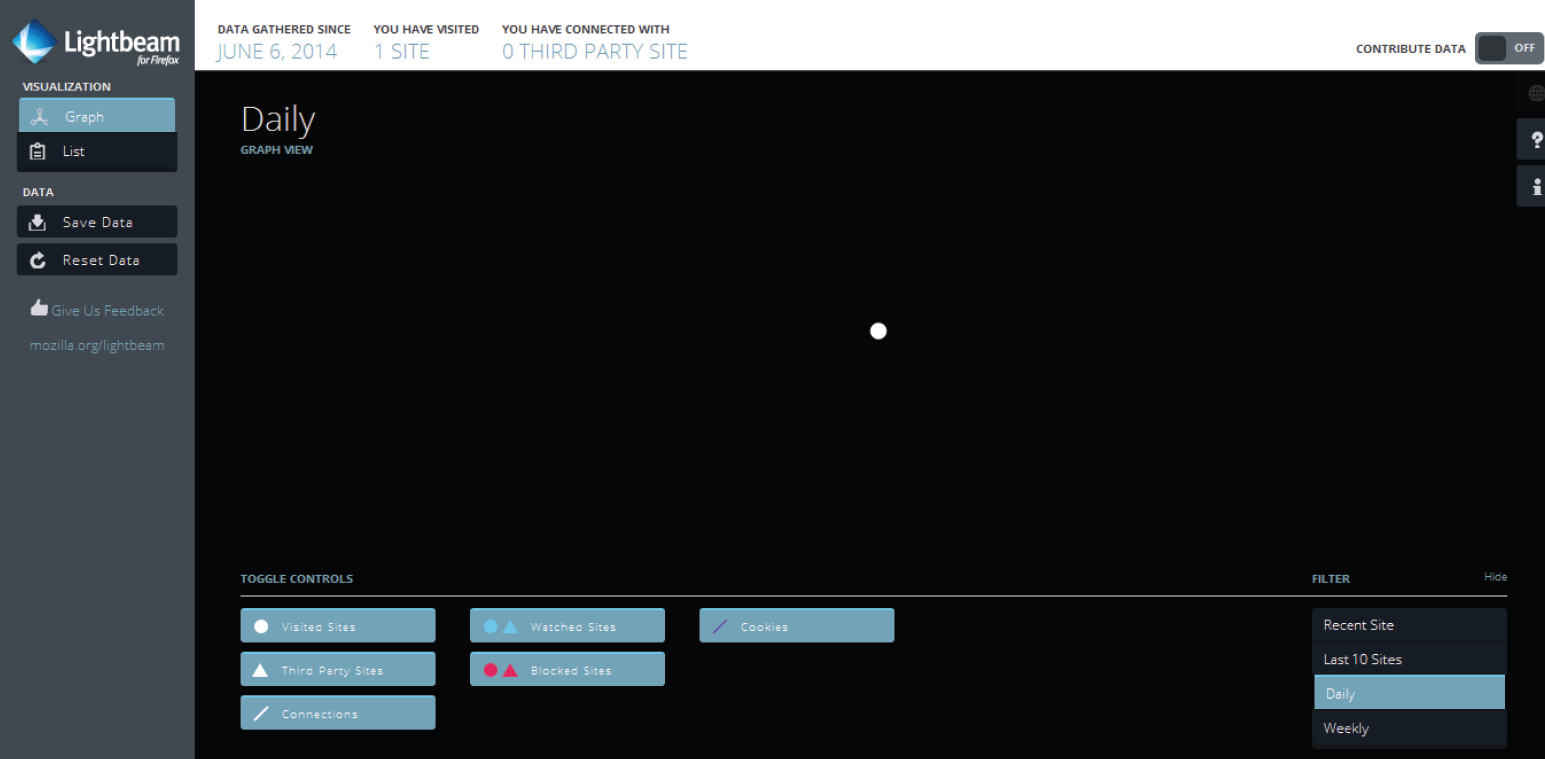 Lightbeam
for Firefox
DATA GATHERED SINCE
JUNE 6, 2014
YOU HAVE VISITED
1 SITE
YOU HAVE CONNECTED WITH
0 THIRD PARTY SITE
CONTRIBUTE DATA
OFF
VISUALIZATION
Graph
List
DATA
Save Data
Reset Data
Give Us Feedback
mozilla.org/lightbeam
Daily
GRAPH VIEW
TOGGLE CONTROLS
Visited Sites
Watched Sites
Cookies
Third Party Sites
Blocked Sites
Connections
FILTER
Hide
Recent Site
Last 10 Sites
Daily
Weekly